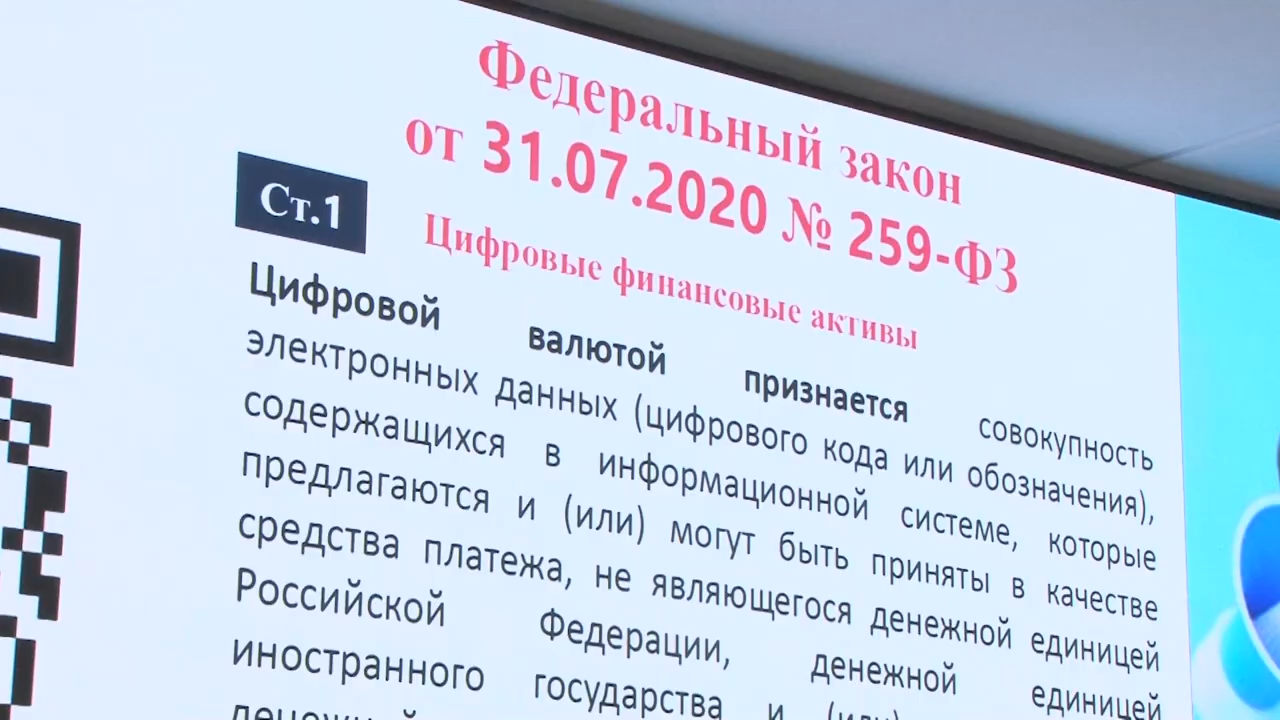 Федеральный закон
от 31.07.2020 № 259-ФЗ
Ст.1
Цифровые финансовые активы
Цифровой валютой признается совокупность
электронных данных (цифрового кода или обозначения),
содержащихся в информационной системе, которые
предлагаются и (или) могут быть приняты в качестве
средства платежа, не являющегося денежной единицей
Российской Федерации, денежной единицей
иностранного государства и (или)